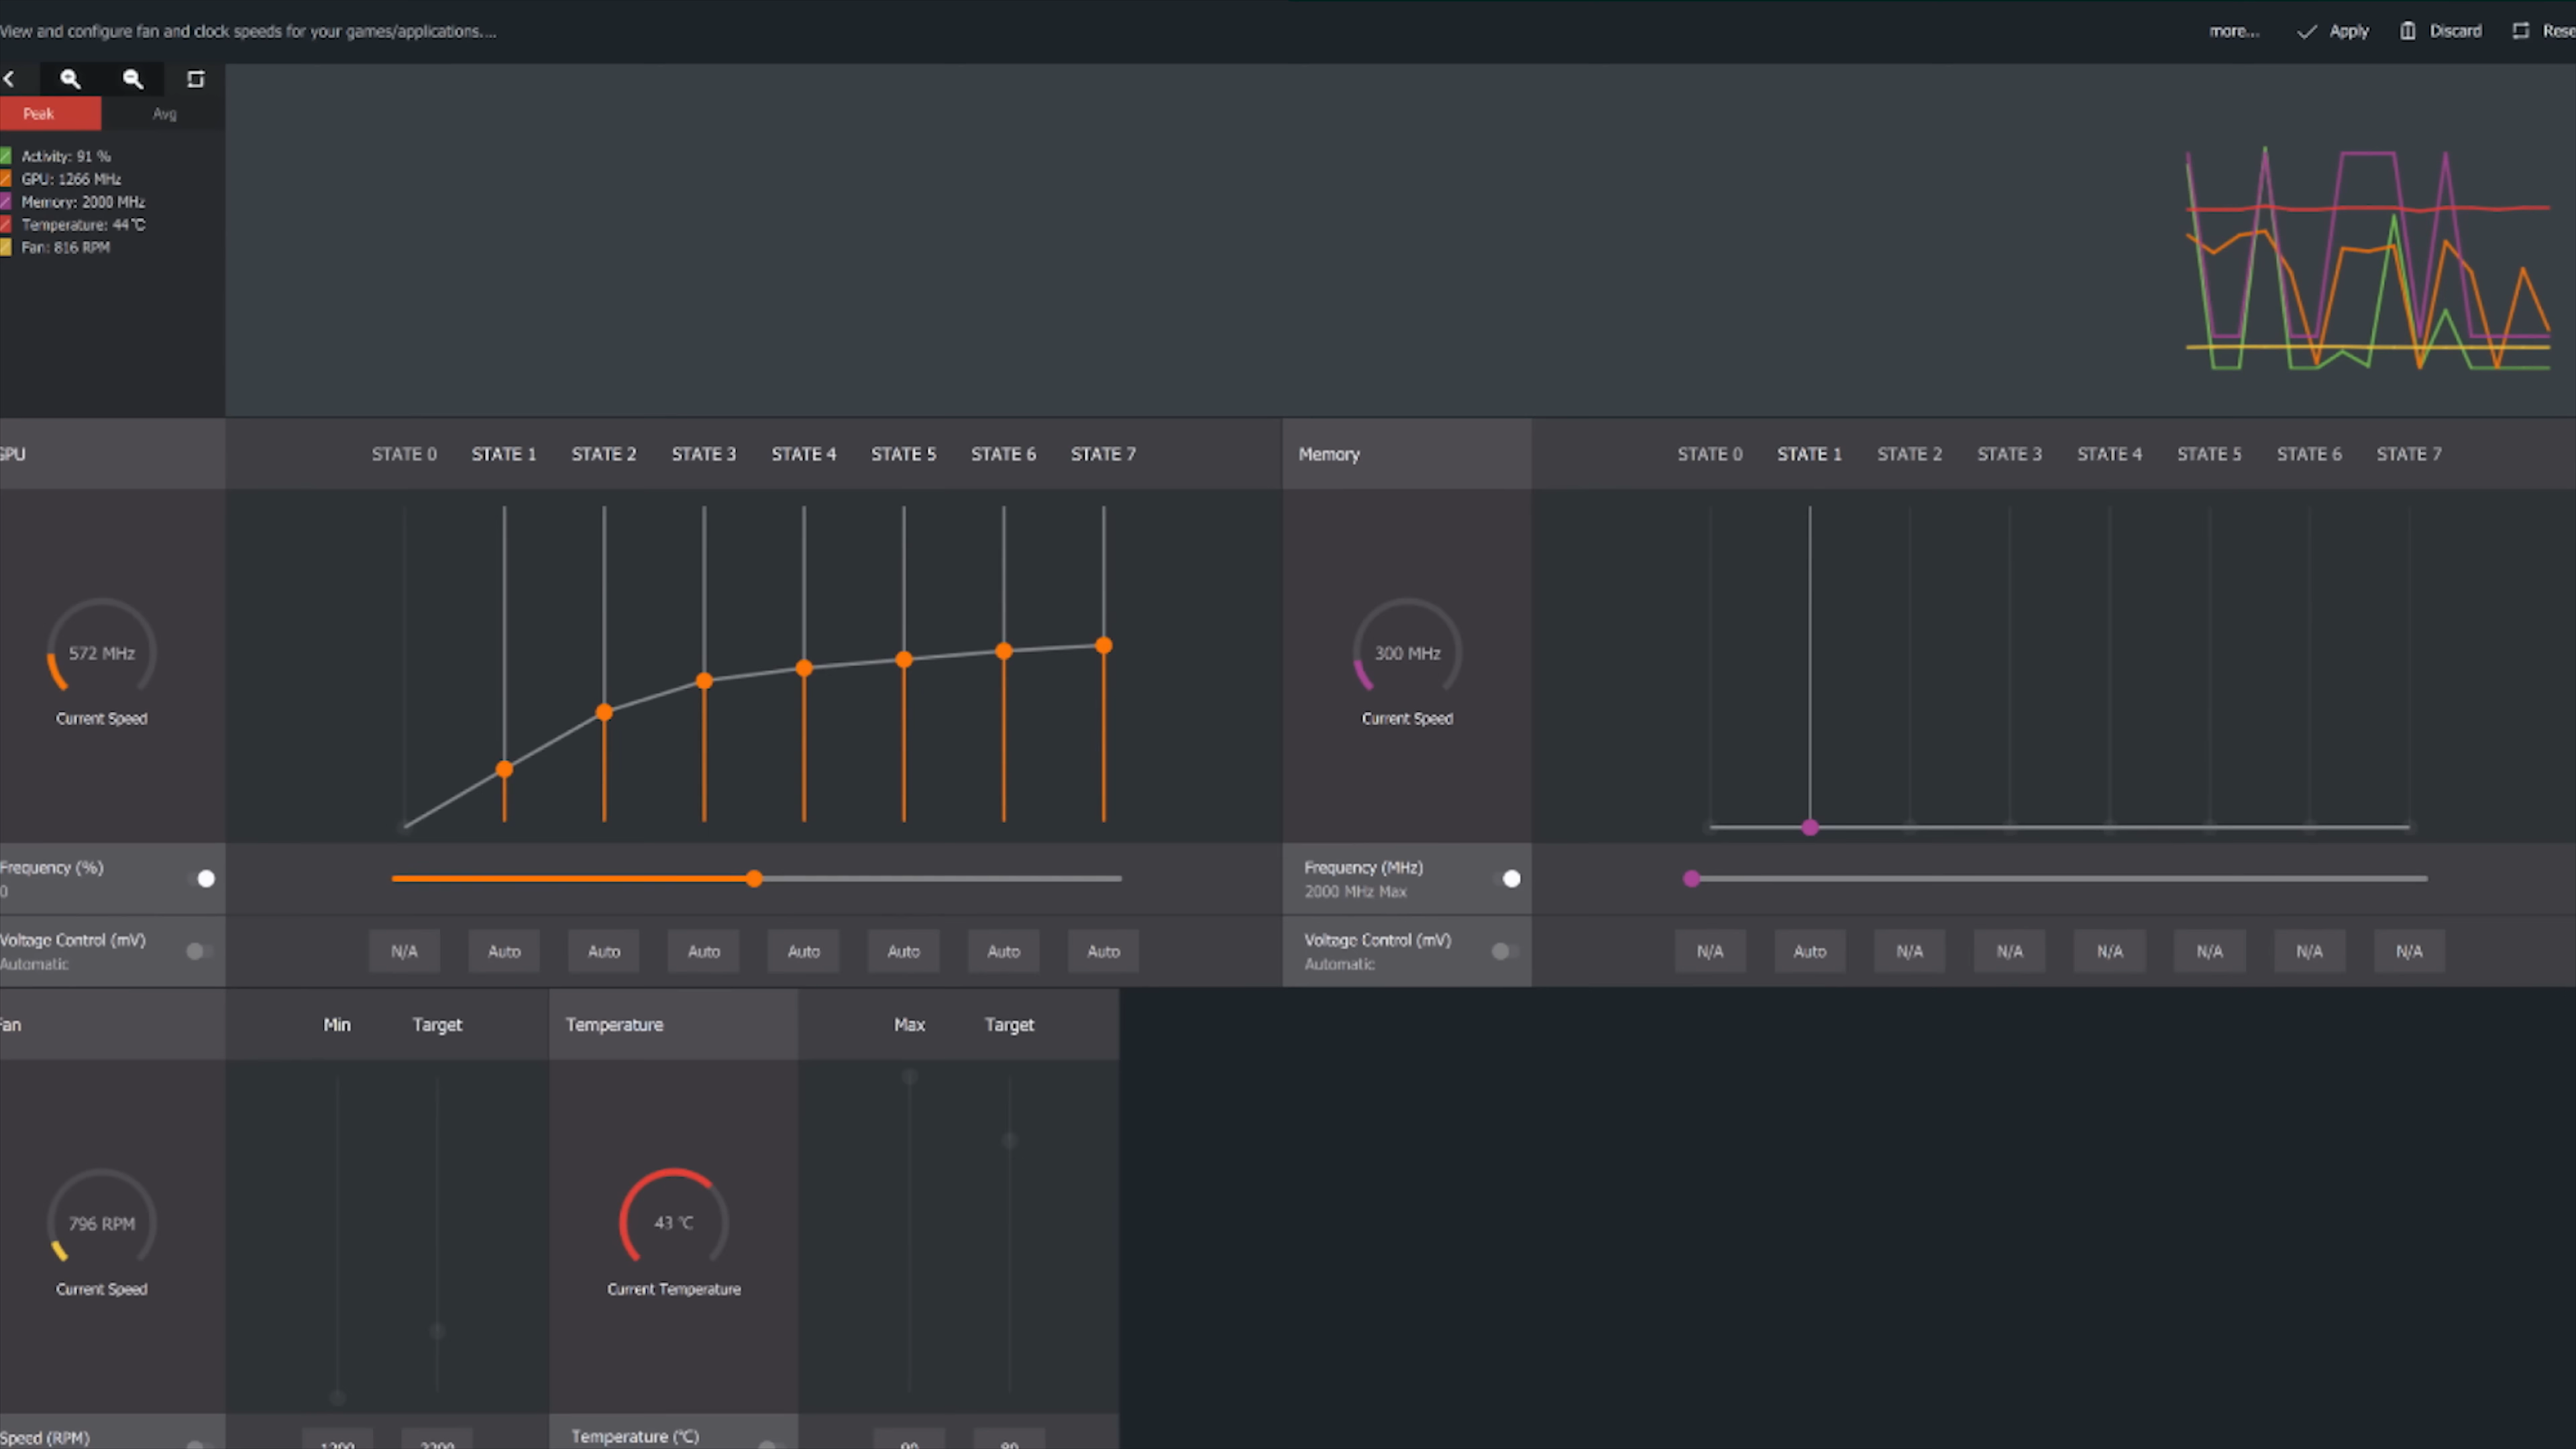 View and configure fan and clock speeds for your games/applications....
more... Apply Discard Rese
Peak Avg
Activity: 91 %
GPU: 1266 MHz
Memory: 2000 MHz
Temperature: 44 °C
Fan: 816 RPM
GPU STATE 0 STATE 1 STATE 2 STATE 3 STATE 4 STATE 5 STATE 6 STATE 7
572 MHz
Current Speed
Frequency (%)
0
Voltage Control (mV)
Automatic
N/A Auto Auto Auto Auto Auto Auto Auto
Memory STATE 0 STATE 1 STATE 2 STATE 3 STATE 4 STATE 5 STATE 6 STATE 7
300 MHz
Current Speed
Frequency (MHz)
2000 MHz Max
Voltage Control (mV)
Automatic
N/A Auto N/A N/A N/A N/A N/A N/A
Fan Min Target
796 RPM
Current Speed
Speed (RPM)
Temperature Max Target
43 °C
Current Temperature
Temperature (°C)